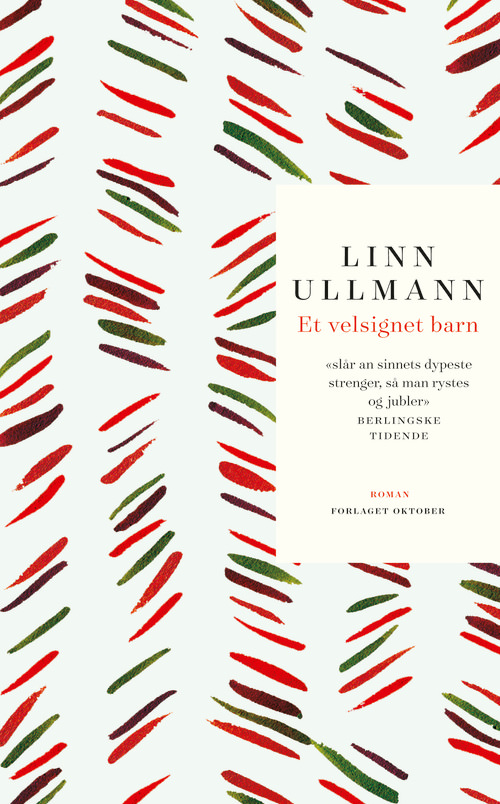 LINN
ULLMANN
Et velsignet barn
«slår an sinnets dypeste
strenger, så man rystes
og jubler»
BERLINGSKE
TIDENDE
ROMAN
FORLAGET OKTOBER